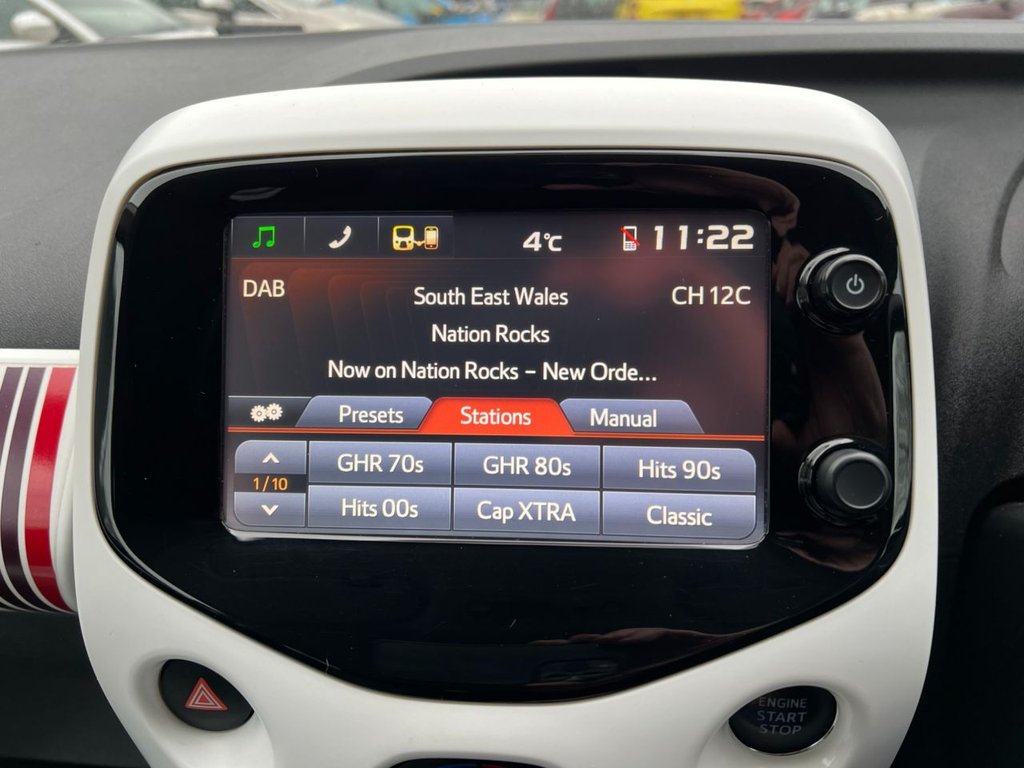 4°C 11:22
DAB South East Wales CH 12C
Nation Rocks
Now on Nation Rocks – New Orde...
Presets Stations Manual
GHR 70s GHR 80s Hits 90s
1/10
Hits 00s Cap XTRA Classic
ENGINE
START
STOP